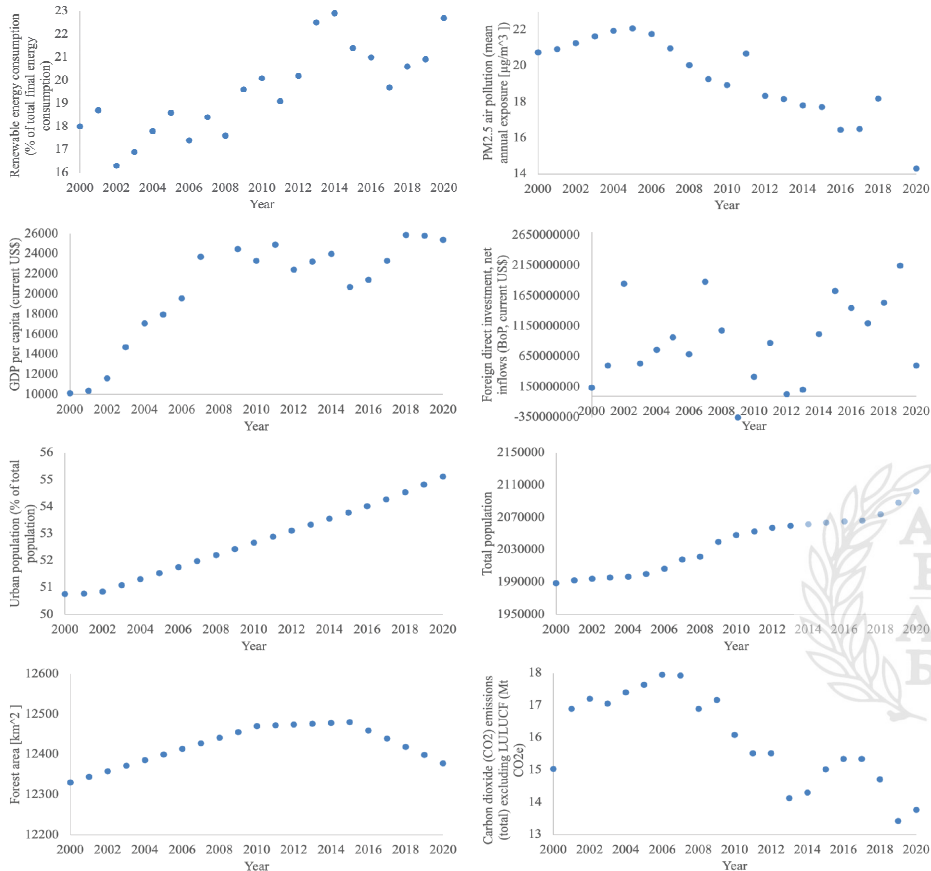 Renewable energy consumption
(% of total final energy
consumption)
23
22
21
20
19
18
17
16
2000 2002 2004 2006 2008 2010 2012 2014 2016 2018 2020
Year
PM2.5 air pollution (mean
annual exposure [µg/m^3 ]
22
20
18
16
14
2000 2002 2004 2006 2008 2010 2012 2014 2016 2018 2020
Year
GDP per capita (current US$)
26000
24000
22000
20000
18000
16000
14000
12000
10000
2000 2002 2004 2006 2008 2010 2012 2014 2016 2018 2020
Year
Foreign direct investment, net
inflows (BoP, current US$)
2650000000
2150000000
1650000000
1150000000
650000000
150000000
-350000000
2000 2002 2004 2006 2008 2010 2012 2014 2016 2018 2020
Year
Urban population (% of total
population)
56
55
54
53
52
51
50
2000 2002 2004 2006 2008 2010 2012 2014 2016 2018 2020
Year
Total population
2150000
2110000
2070000
2030000
1990000
1950000
2000 2002 2004 2006 2008 2010 2012 2014 2016 2018 2020
Year
Forest area [km^2 ]
12600
12500
12400
12300
12200
2000 2002 2004 2006 2008 2010 2012 2014 2016 2018 2020
Year
Carbon dioxide (CO2) emissions
(total) excluding LULUCF (Mt
CO2e)
18
17
16
15
14
13
2000 2002 2004 2006 2008 2010 2012 2014 2016 2018 2020
Year